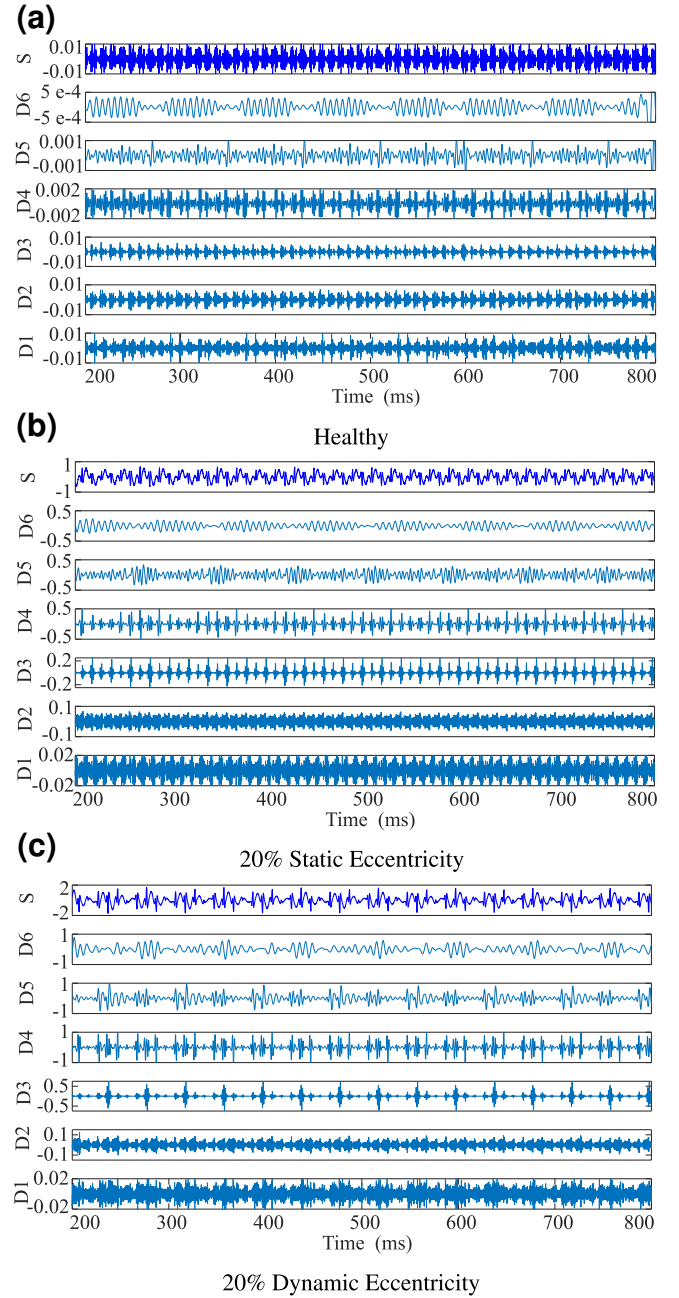 (a)
0.01
S
-0.01
5 e-4
D6
-5 e-4
0.001
D5
-0.001
0.002
D4
-0.002
0.01
D3
-0.01
0.01
D2
-0.01
0.01
D1
-0.01
200 300 400 500 600 700 800
Time (ms)
Healthy
(b)
1
S
-1
0.5
D6
-0.5
0.5
D5
-0.5
0.5
D4
-0.5
0.2
D3
-0.2
0.1
D2
-0.1
0.02
D1
-0.02
200 300 400 500 600 700 800
Time (ms)
20% Static Eccentricity
(c)
2
S
-2
1
D6
-1
1
D5
-1
1
D4
-1
0.5
D3
-0.5
0.1
D2
-0.1
0.02
D1
-0.02
200 300 400 500 600 700 800
Time (ms)
20% Dynamic Eccentricity